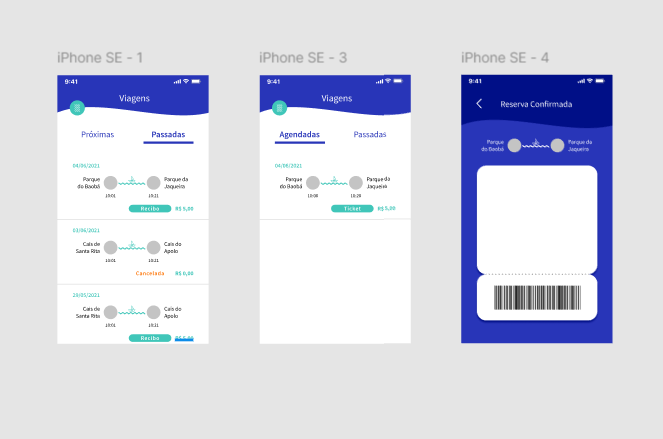 iPhone SE - 1
9:41
Viagens
Próximas
Passadas
04/06/2021
Parque
do Baobá
Parque da
Jaqueira
10:01
10:21
Recibo
R$ 5,00
03/06/2021
Cais de
Santa Rita
Cais do
Apolo
10:01
10:21
Cancelada
R$ 0,00
29/05/2021
Cais de
Santa Rita
Cais do
Apolo
10:01
10:21
Recibo
R$ 5,00
iPhone SE - 3
9:41
Viagens
Agendadas
Passadas
04/08/2021
Parque
do Baobá
Parque da
Jaqueira
10:00
10:20
Ticket
R$ 5,00
iPhone SE - 4
9:41
Reserva Confirmada
Parque
do Baobá
Parque da
Jaqueira